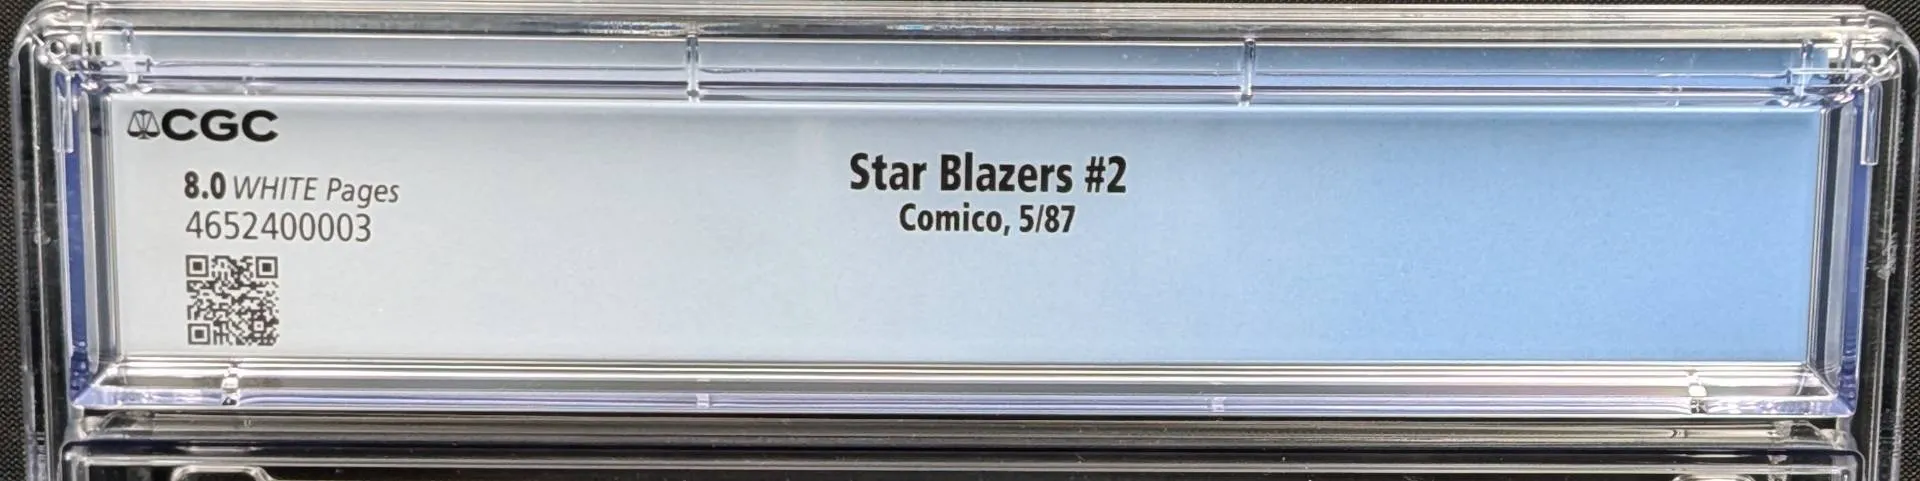 CGC
8.0 WHITE Pages
4652400003
Star Blazers #2
Comico, 5/87